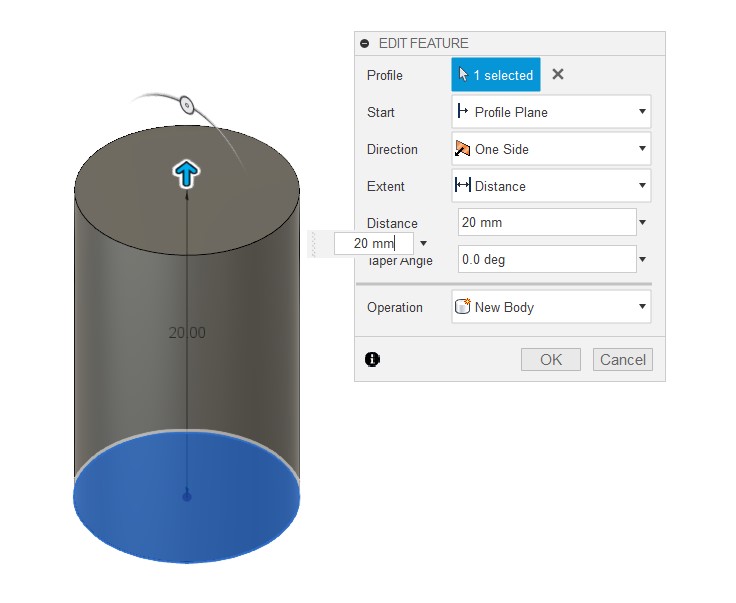 EDIT FEATURE
Profile 1 selected
Start Profile Plane
Direction One Side
Extent Distance
Distance 20 mm
20 mm
Taper Angle 0.0 deg
20.00
Operation New Body
OK Cancel